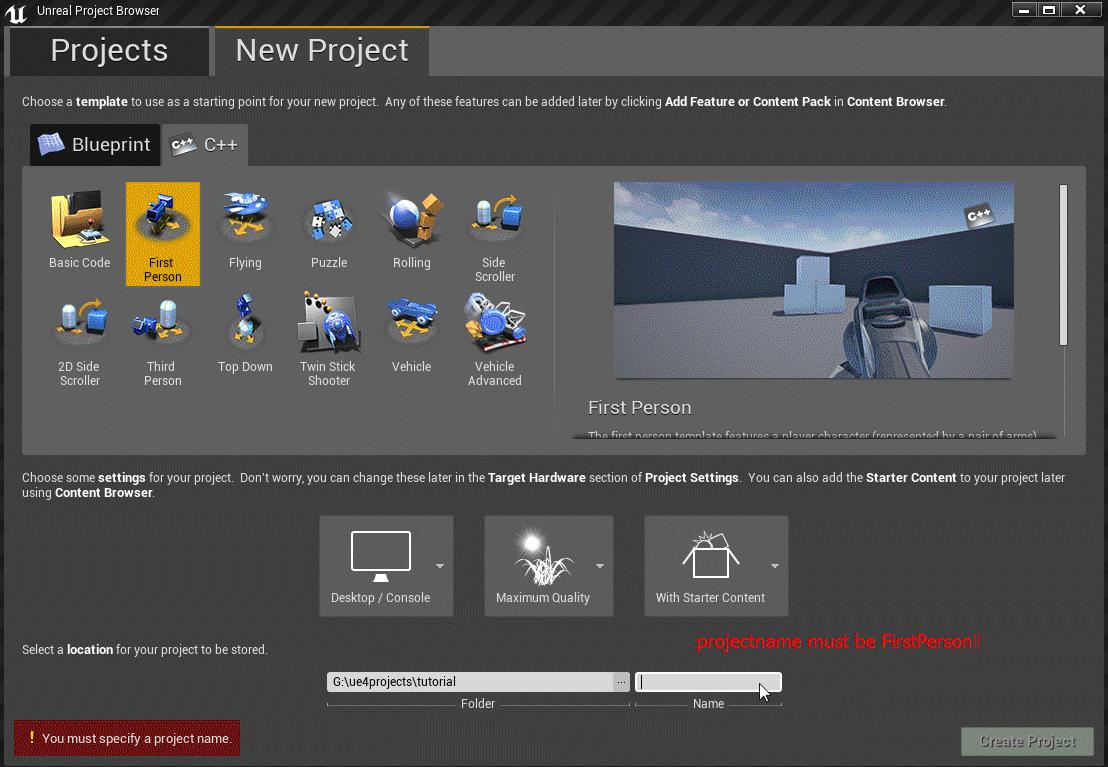 Unreal Project Browser
Projects
New Project
Choose a template to use as a starting point for your new project. Any of these features can be added later by clicking Add Feature or Content Pack in Content Browser.
Blueprint
C++
C++
Basic Code
First
Person
Flying
Puzzle
Rolling
Side
Scroller
2D Side
Scroller
Third
Person
Top Down
Twin Stick
Shooter
Vehicle
Vehicle
Advanced
C++
First Person
The first person template features a player character (represented by a pair of arms)
Choose some settings for your project. Don't worry, you can change these later in the Target Hardware section of Project Settings. You can also add the Starter Content to your project later
using Content Browser.
Desktop / Console
Maximum Quality
With Starter Content
projectname must be FirstPerson
Select a location for your project to be stored.
G:\ue4projects\tutorial
...
Folder
Name
! You must specify a project name.
Create Project